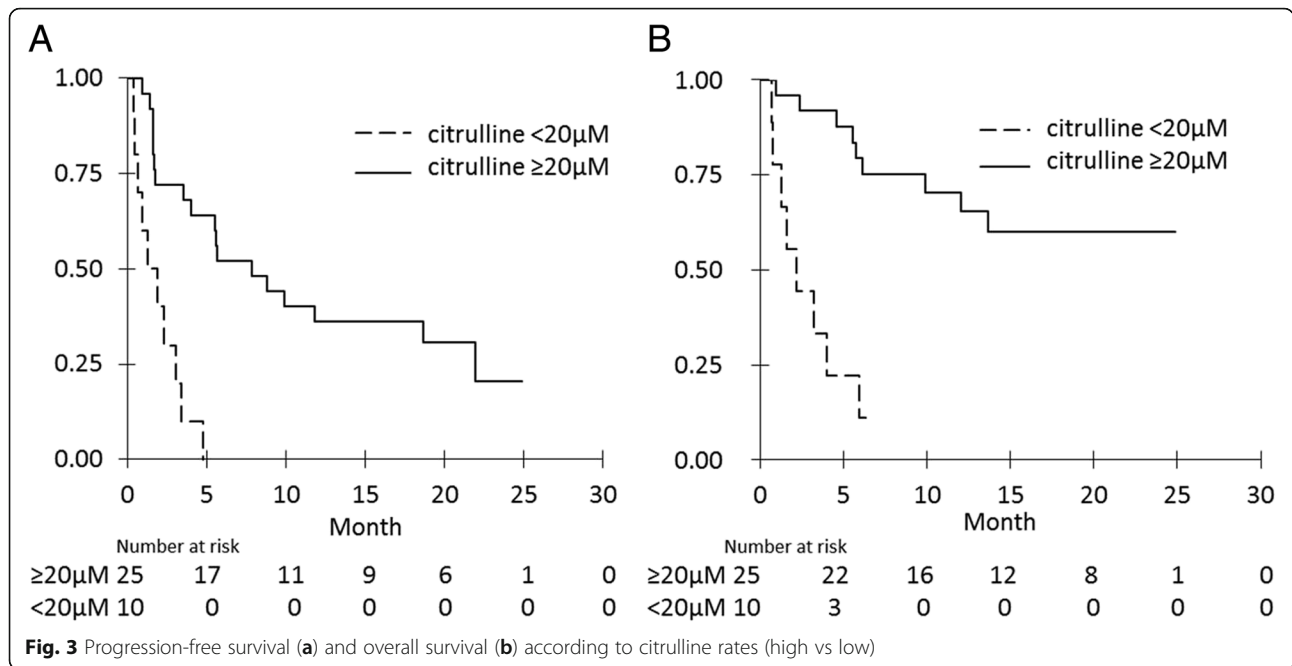 A
1.00
0.75
0.50
0.25
0.00
0 5 10 15 20 25 30
Month
citrulline <20µM
citrulline ≥20µM
Number at risk
≥20µM 25 17 11 9 6 1 0
<20µM 10 0 0 0 0 0 0
B
1.00
0.75
0.50
0.25
0.00
0 5 10 15 20 25 30
Month
citrulline <20µM
citrulline ≥20µM
Number at risk
≥20µM 25 22 16 12 8 1 0
<20µM 10 3 0 0 0 0 0
Fig. 3 Progression-free survival (a) and overall survival (b) according to citrulline rates (high vs low)